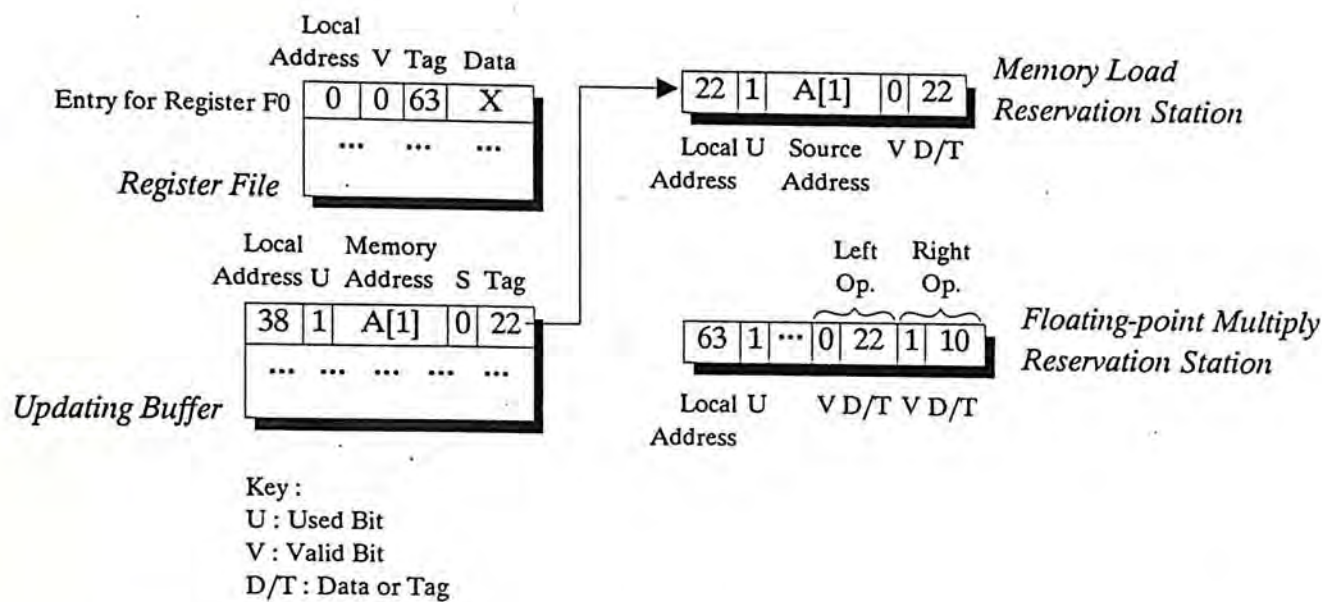 Local
Address V Tag Data
Entry for Register F0 0 0 63 X
... ... ...
Register File
Local Memory
Address U Address S Tag
38 1 A[1] 0 22
... ... ... ... ...
Updating Buffer
22 1 A[1] 0 22
Local U Source V D/T
Address Address
Memory Load
Reservation Station
Left Right
Op. Op.
63 1 ... 0 22 1 10
Local U V D/T V D/T
Address
Floating-point Multiply
Reservation Station
Key :
U : Used Bit
V : Valid Bit
D/T : Data or Tag